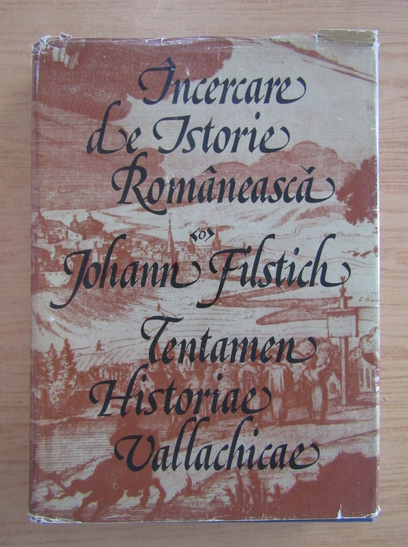 Încercare
de Istorie
Românească
Johann Filstich
Tentamen
Historiae
Vallachicae